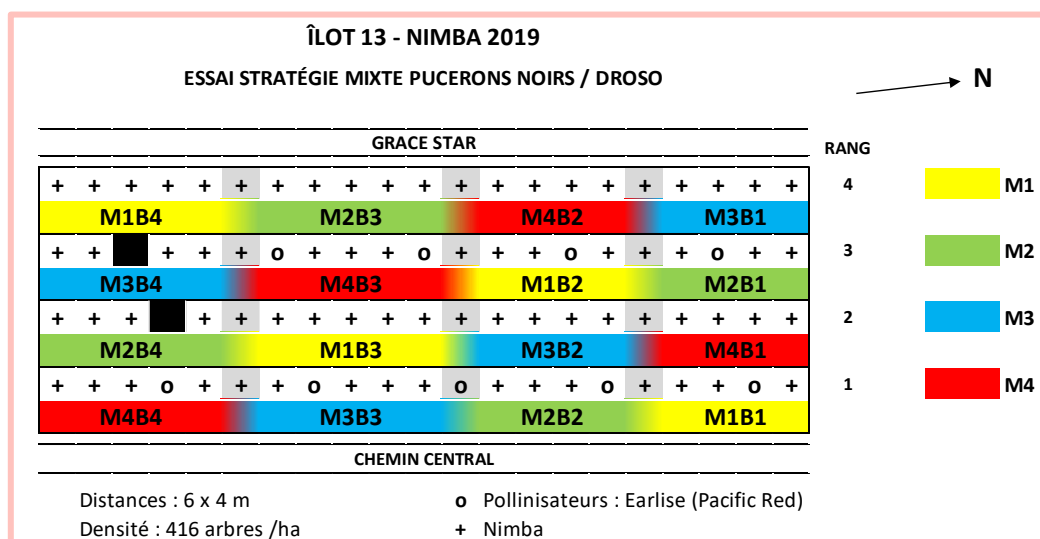 ÎLOT 13 - NIMBA 2019
ESSAI STRATÉGIE MIXTE PUCERONS NOIRS / DROSO
N
GRACE STAR
RANG
+ + + + + + + + + + + + + + + + + + + + + 4
M1B4 M2B3 M4B2 M3B1 M1
+ + + + + o + + + o + + + o + + + o + + 3
M3B4 M4B3 M1B2 M2B1 M2
+ + + + + + + + + + + + + + + + + + + + 2
M2B4 M1B3 M3B2 M4B1 M3
+ + + o + + + o + + + o + + + o + + + o + 1
M4B4 M3B3 M2B2 M1B1 M4
CHEMIN CENTRAL
Distances : 6 x 4 m
Densité : 416 arbres /ha
o Pollinisateurs : Earlise (Pacific Red)
+ Nimba